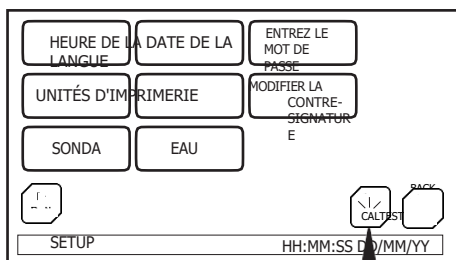 HEURE DE LA DATE DE LA
LANGUE
ENTREZ LE
MOT DE
PASSE
UNITÉS D'IMPRIMERIE
MODIFIER LA
CONTRE-
SIGNATUR
E
SONDA
EAU
BACK
CALTEST
SETUP
HH:MM:SS DD/MM/YY